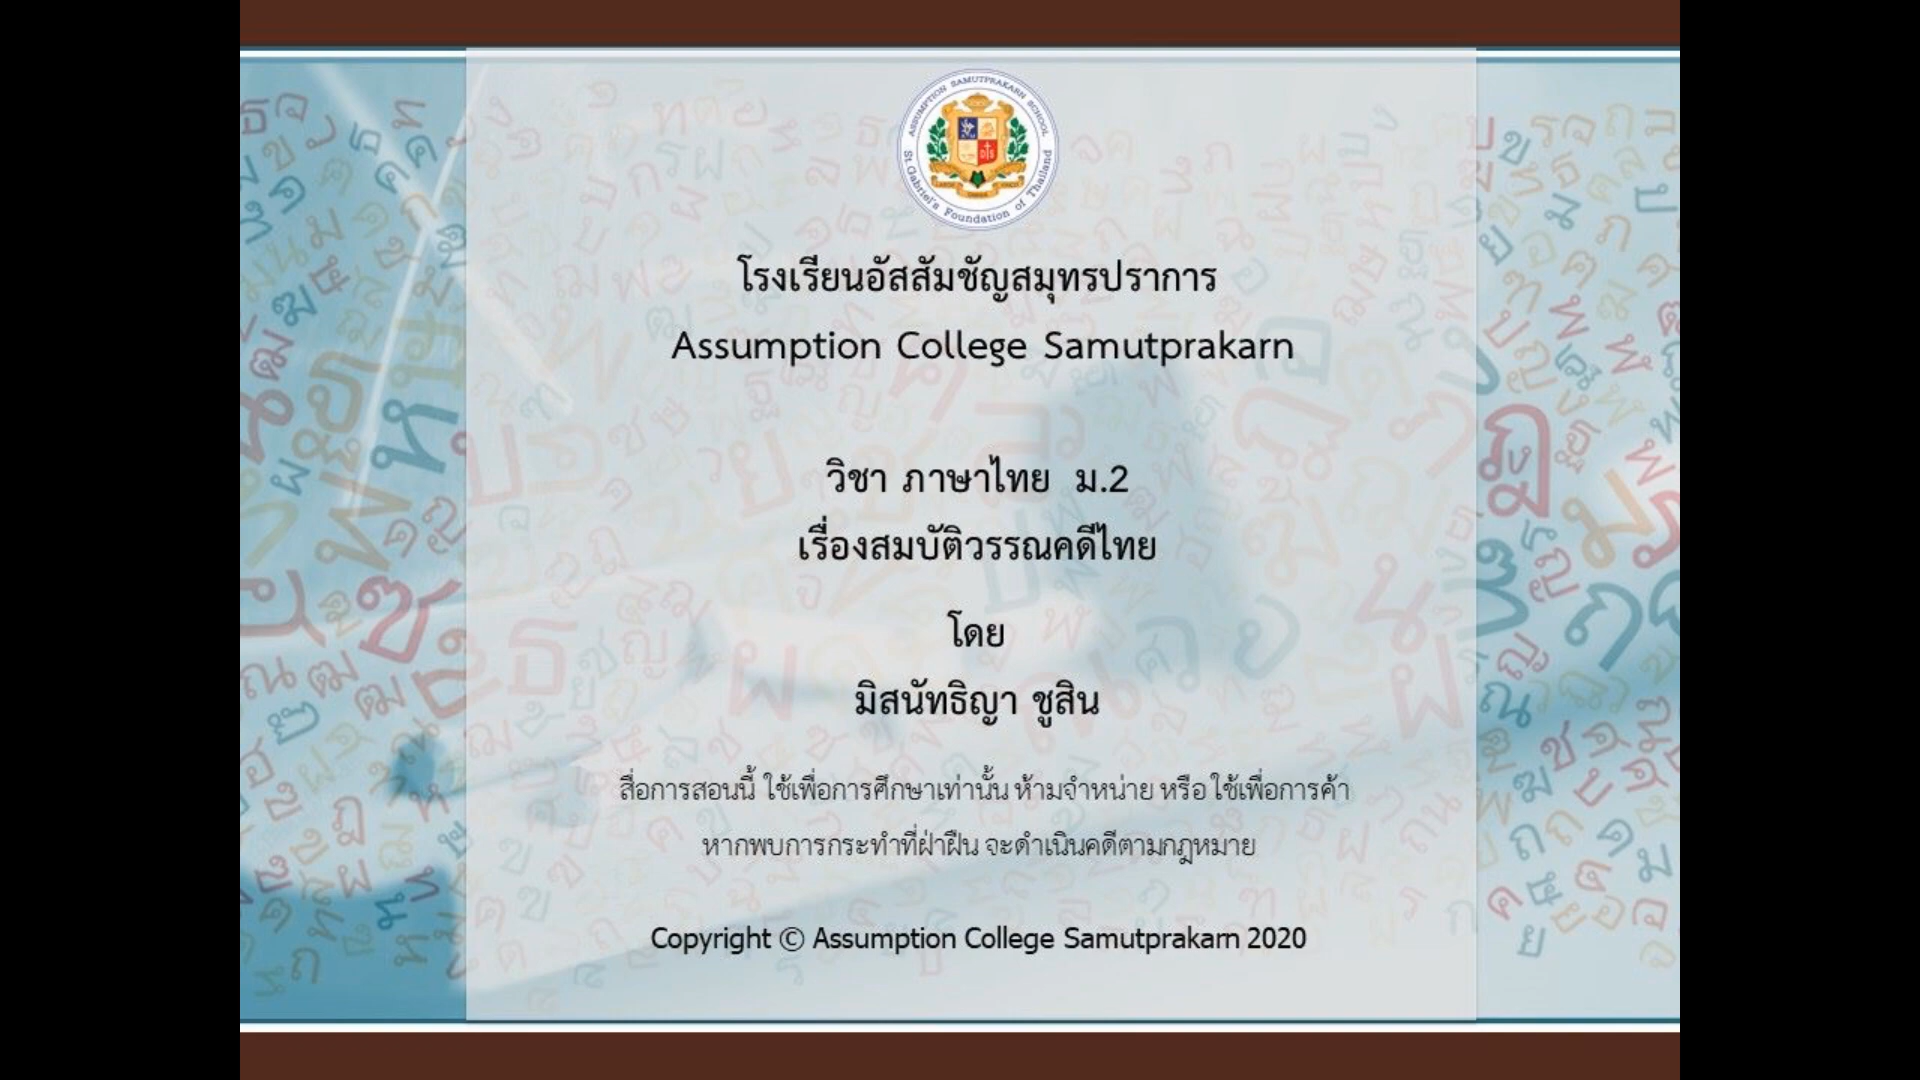 ASSUMPTION SAMUTPRAKARN SCHOOL
St. Gabriel's Foundation of Thailand
โรงเรียนอัสสัมชัญสมุทรปราการ
Assumption College Samutprakarn
วิชา ภาษาไทย ม.2
เรื่องสมบัติวรรณคดีไทย
โดย
มิสนัทธิญา ชูสิน
สื่อการสอนนี้ ใช้เพื่อการศึกษาเท่านั้น ห้ามจำหน่าย หรือ ใช้เพื่อการค้า
หากพบการกระทำที่ฝ่าฝืน จะดำเนินคดีตามกฎหมาย
Copyright © Assumption College Samutprakarn 2020